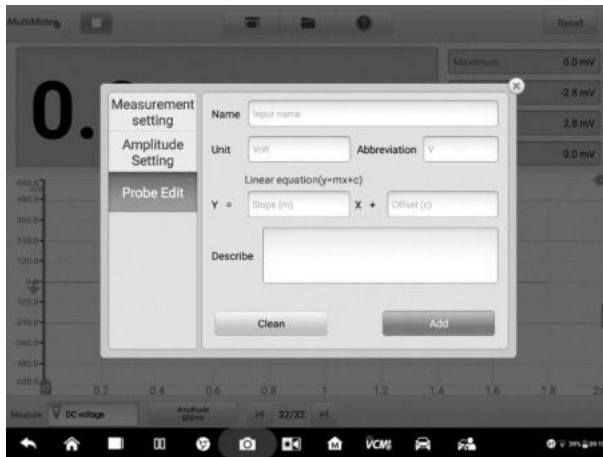 MultiMeter
Reset
Maximum: 0.0 mV
-2.8 mV
2.8 mV
0.0 mV
0.
Measurement setting
Amplitude Setting
Probe Edit
Name Input name
Unit Volt Abbreviation V
Linear equation(y=mx+c)
Y = Slope (m) X + Offset (c)
Describe
Clean Add
0.2 0.4 0.6 0.8 1 1.2 1.4 1.6 1.8
Measure DC voltage Amplitude 600mV 32/32
VCMI